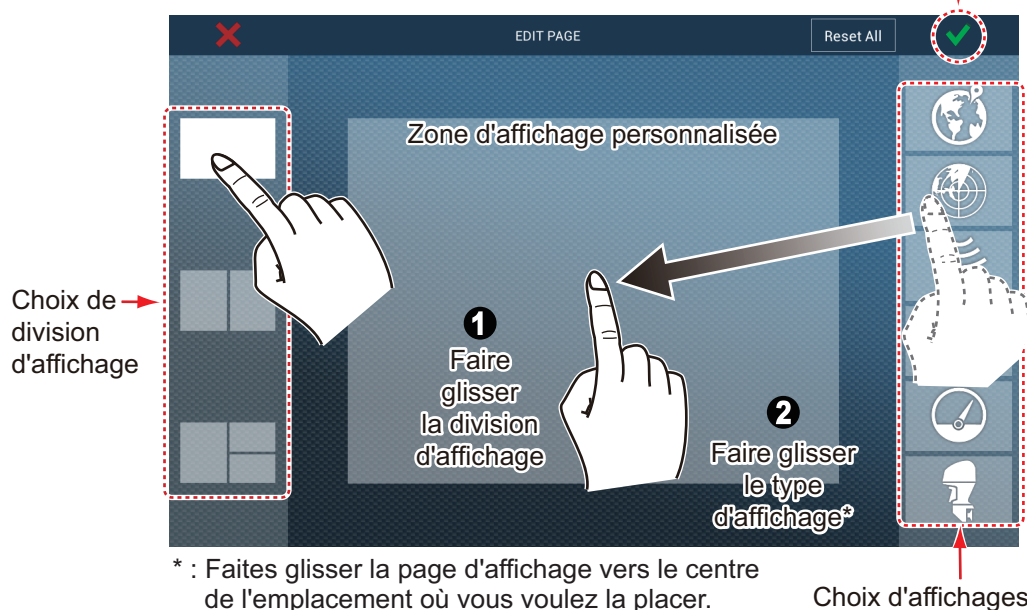 EDIT PAGE
Reset All
Zone d'affichage personnalisée
Choix de
division
d'affichage
❶
Faire
glisser
la division
d'affichage
❷
Faire glisser
le type
d'affichage*
* : Faites glisser la page d'affichage vers le centre
de l'emplacement où vous voulez la placer.
Choix d'affichages